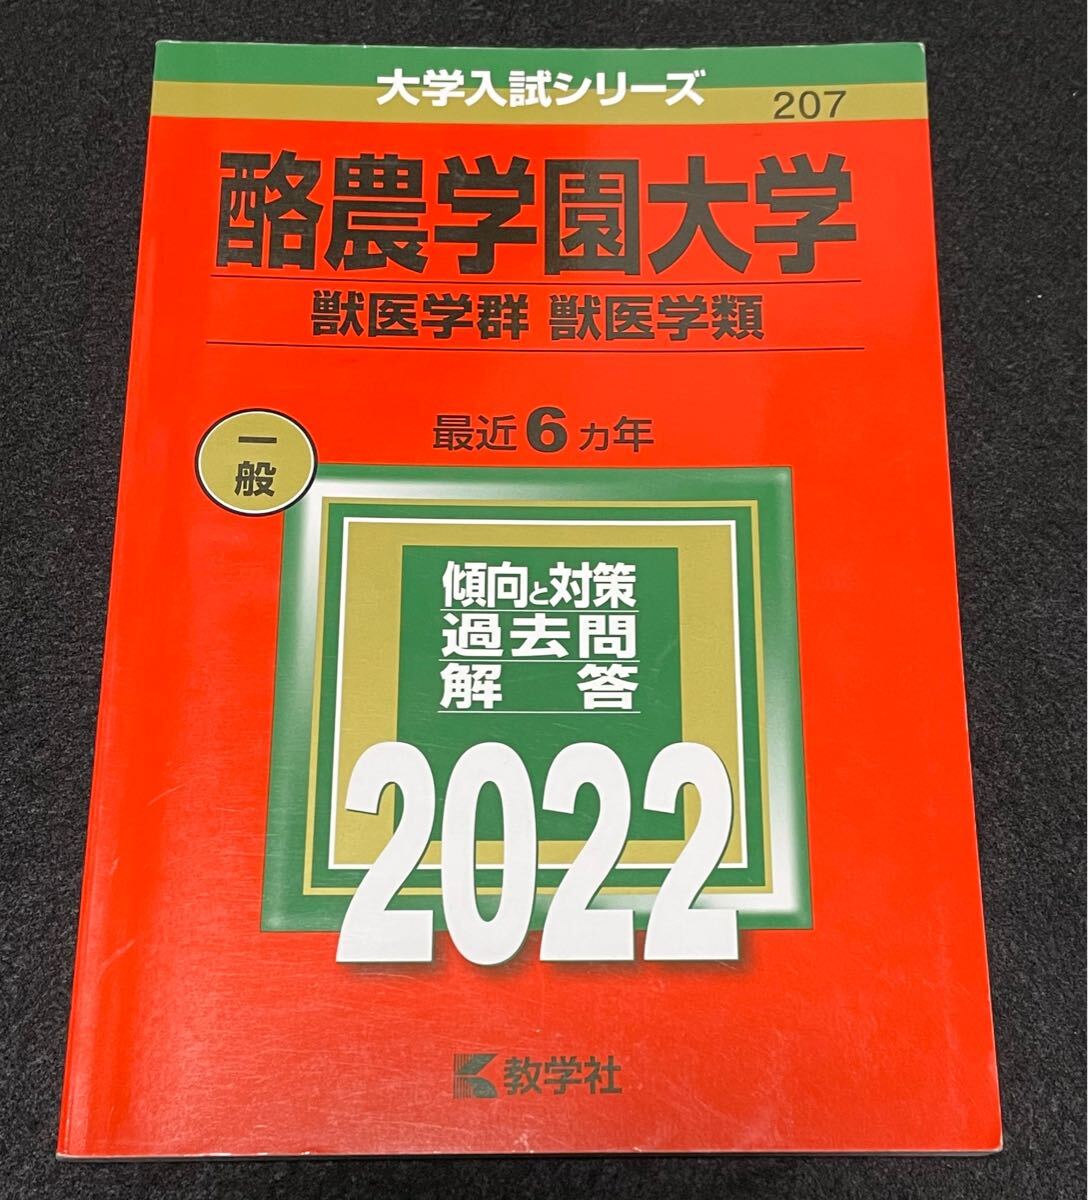 大学入試シリーズ
207
酪農学園大学
獣医学群 獣医学類
最近6ヵ年
一般
傾向と対策
過去問
解答
2022
教学社